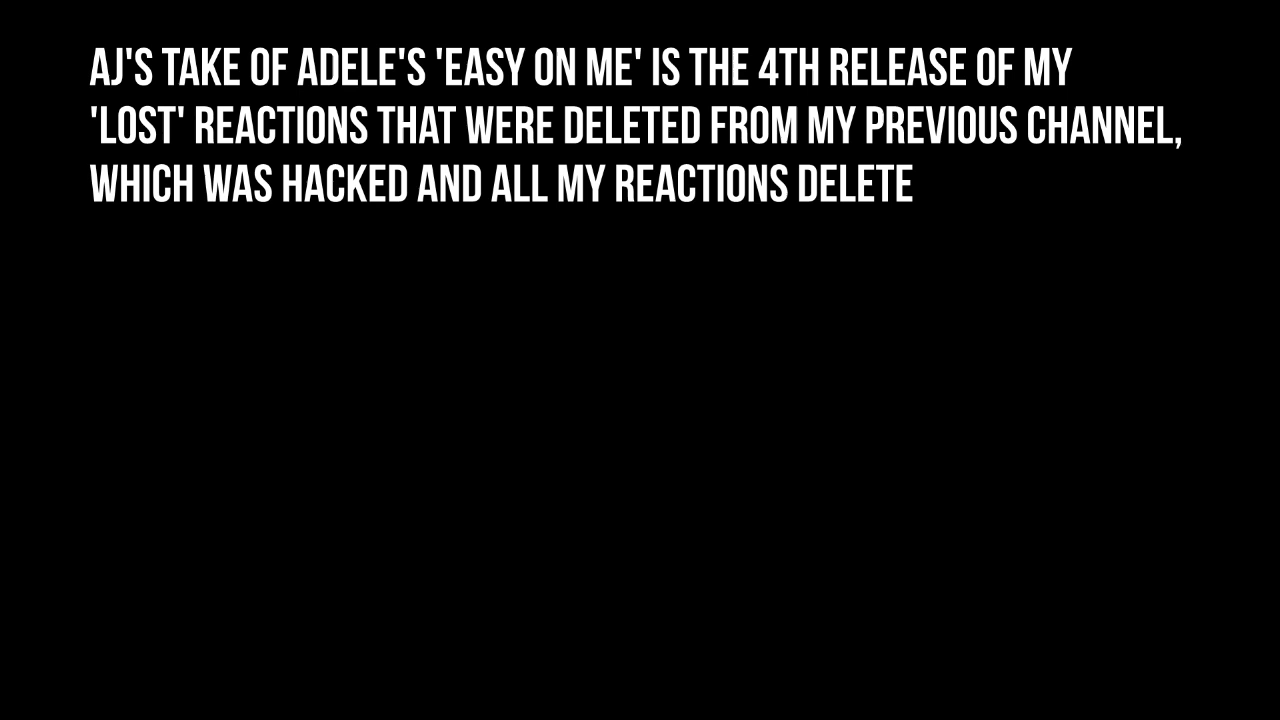 AJ'S TAKE OF ADELE'S 'EASY ON ME' IS THE 4TH RELEASE OF MY
'LOST' REACTIONS THAT WERE DELETED FROM MY PREVIOUS CHANNEL,
WHICH WAS HACKED AND ALL MY REACTIONS DELETE